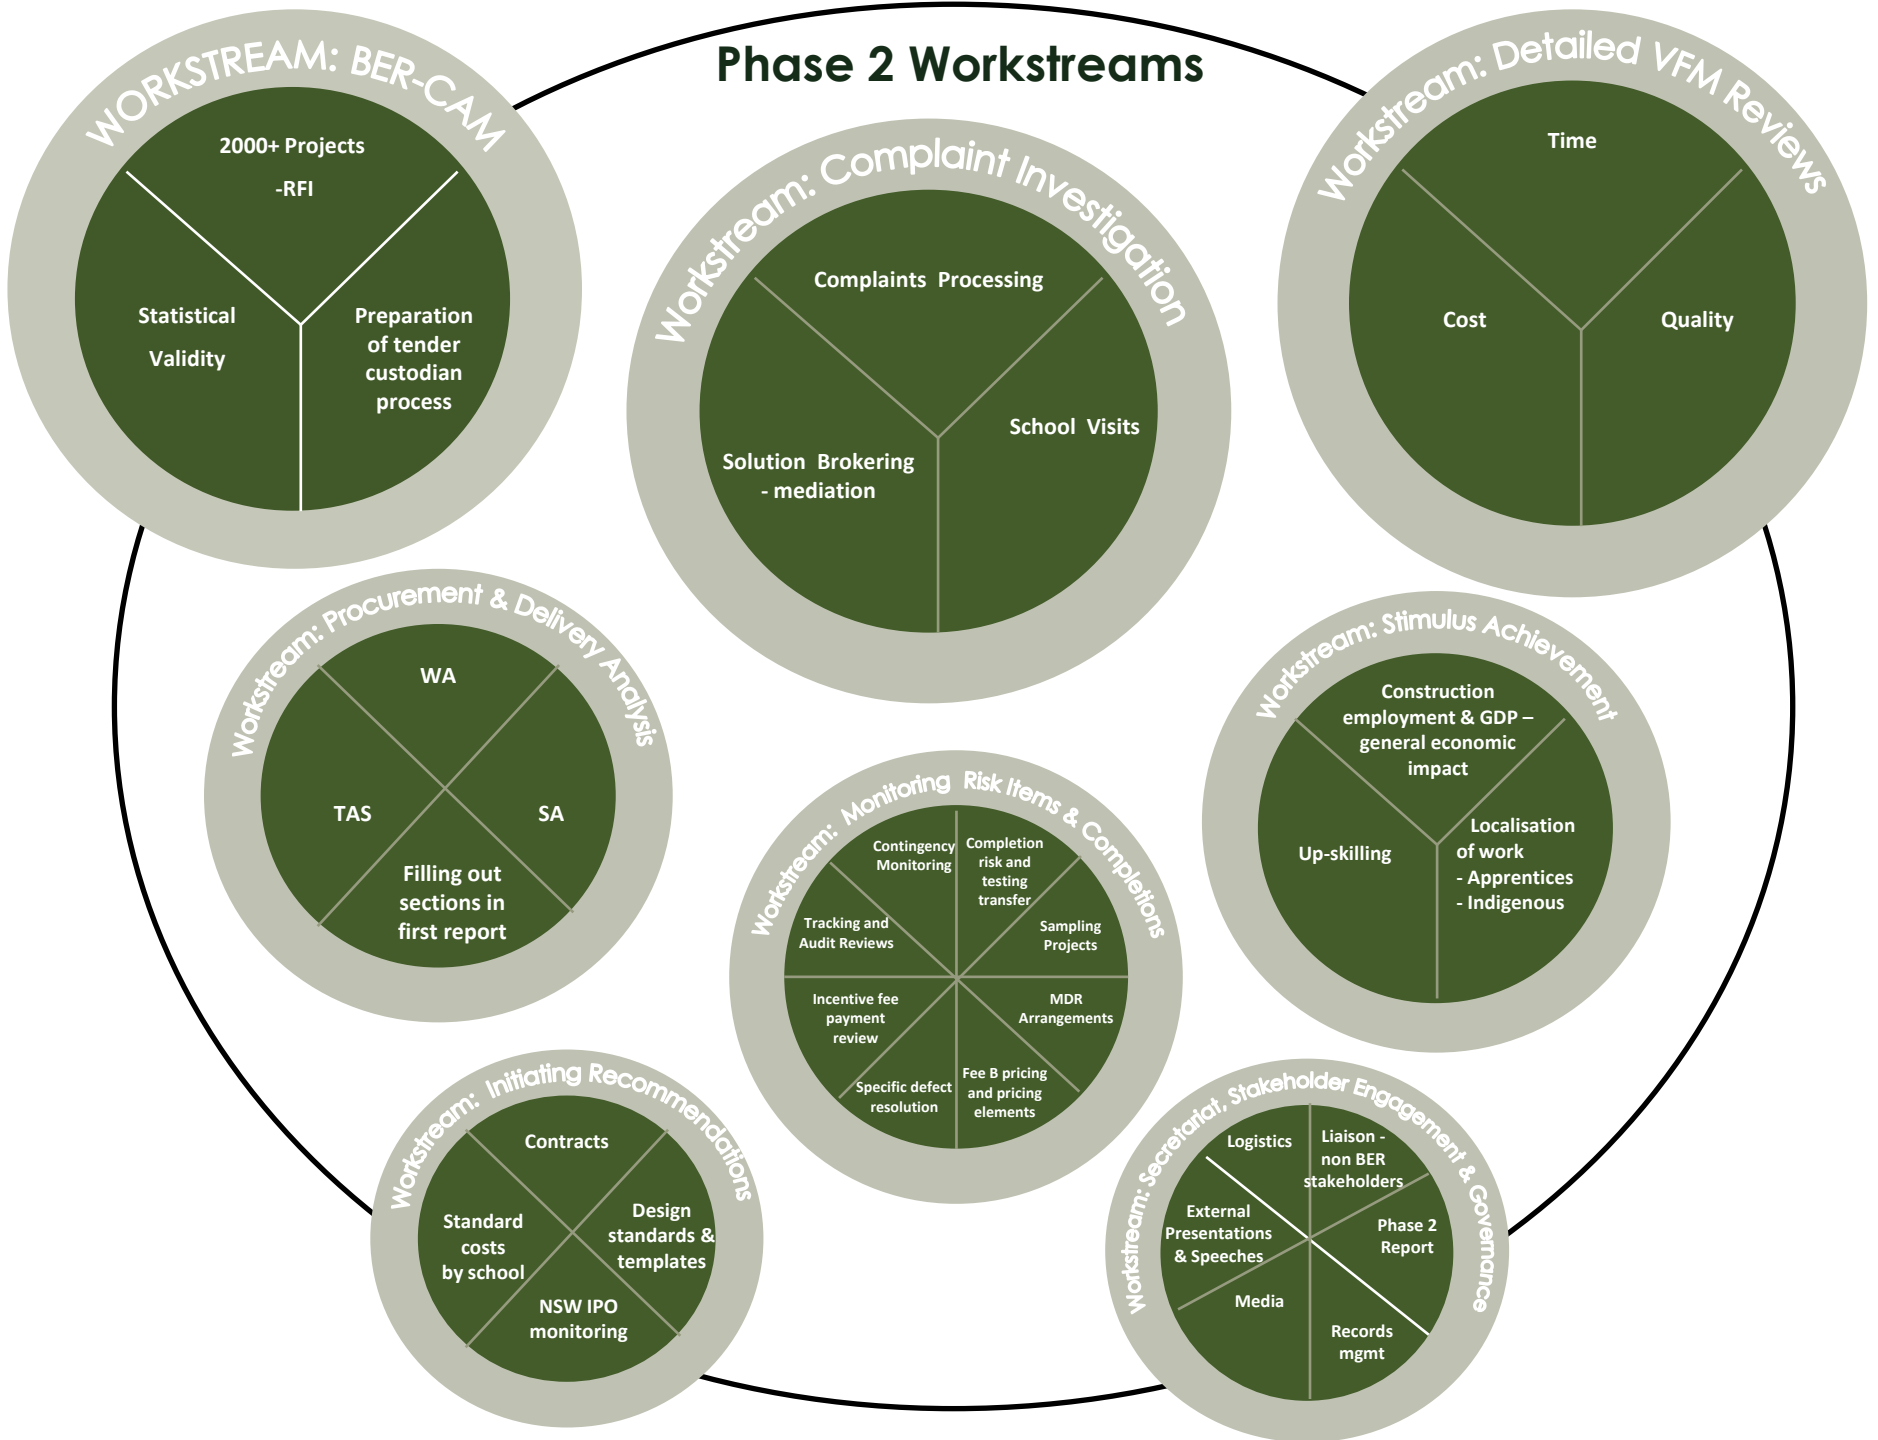 Phase 2 Workstreams
WORKSTREAM: BER-CAM
2000+ Projects
-RFI
Statistical
Validity
Preparation
of tender
custodian
process
Workstream: Complaint Investigation
Complaints Processing
School Visits
Solution Brokering
- mediation
Workstream: Detailed VFM Reviews
Time
Cost
Quality
Workstream: Procurement & Delivery Analysis
WA
TAS
SA
Filling out
sections in
first report
Workstream: Monitoring Risk Items & Completions
Contingency
Monitoring
Completion
risk and
testing
transfer
Tracking and
Audit Reviews
Sampling
Projects
Incentive fee
payment
review
MDR
Arrangements
Specific defect
resolution
Fee B pricing
and pricing
elements
Workstream: Stimulus Achievement
Construction
employment & GDP –
general economic
impact
Up-skilling
Localisation
of work
- Apprentices
- Indigenous
Workstream: Initiating Recommendations
Contracts
Standard
costs
by school
Design
standards &
templates
NSW IPO
monitoring
Workstream: Secretariat, Stakeholder Engagement & Governance
Logistics
Liaison -
non BER
stakeholders
External
Presentations
& Speeches
Phase 2
Report
Media
Records
mgmt